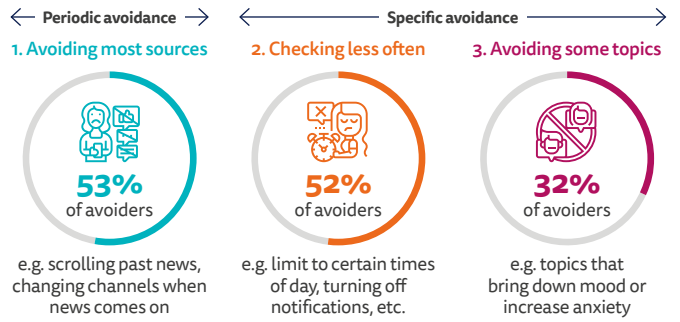 Periodic avoidance
Specific avoidance
1. Avoiding most sources
53%
of avoiders
e.g. scrolling past news,
changing channels when
news comes on
2. Checking less often
52%
of avoiders
e.g. limit to certain times
of day, turning off
notifications, etc.
3. Avoiding some topics
32%
of avoiders
e.g. topics that
bring down mood or
increase anxiety